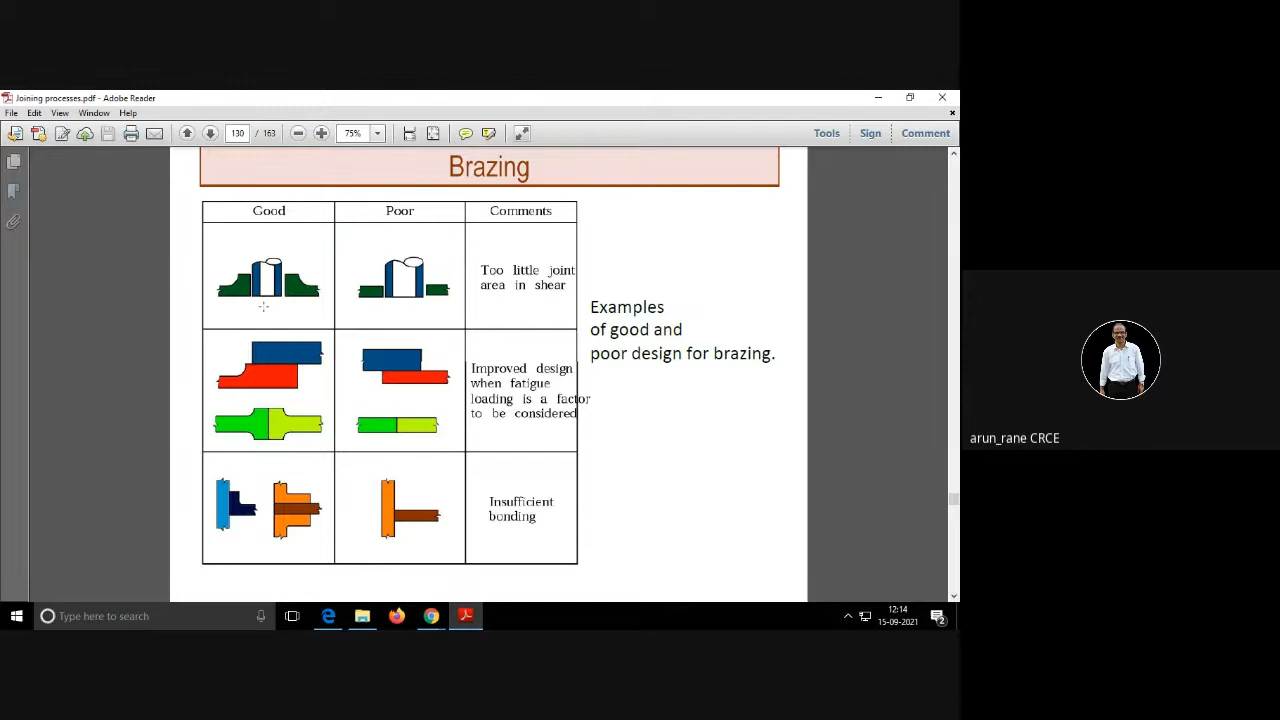 Joining processes.pdf - Adobe Reader
File Edit View Window Help
130 / 163 75% Tools Sign Comment
Brazing
Good Poor Comments
Too little joint
area in shear
Examples
of good and
poor design for brazing.
Improved design
when fatigue
loading is a factor
to be considered
Insufficient
bonding
arun_rane CRCE
Type here to search
12:14
15-09-2021
2